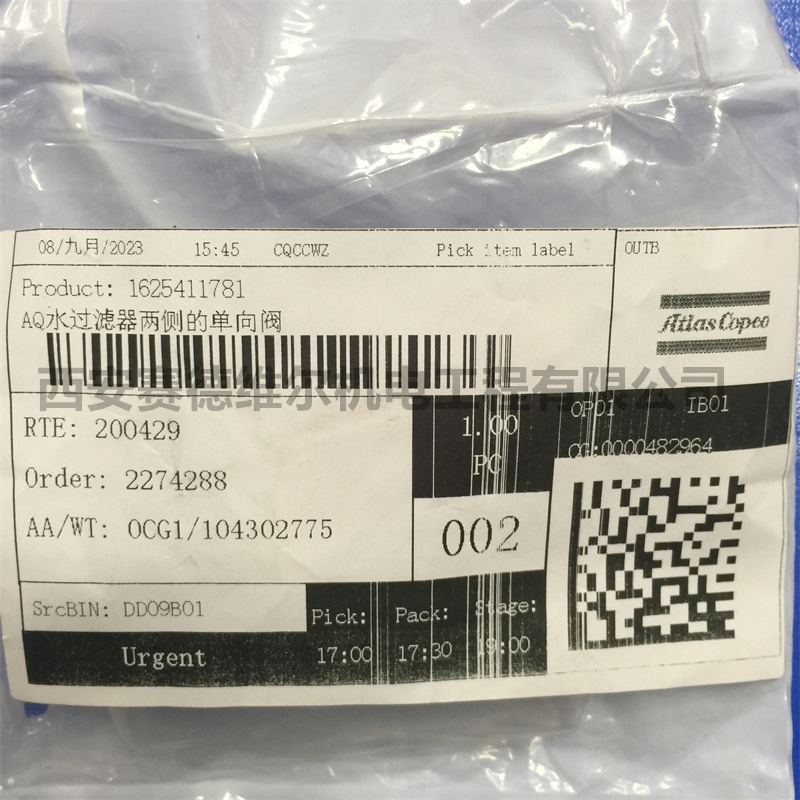 08/九月/2023 15:45 CQCCWZ Pick item label OUTB
Product: 1625411781
AQ水过滤器两侧的单向阀
Atlas Copco
西安赛德维尔机电工程有限公司
RTE: 200429
1.00
PC
OP01 IB01
CG:0000482964
Order: 2274288
AA/WT: OCG1/104302775
002
SrcBIN: DD09B01
Urgent
Pick: Pack: Stage:
17:00 17:30 19:00